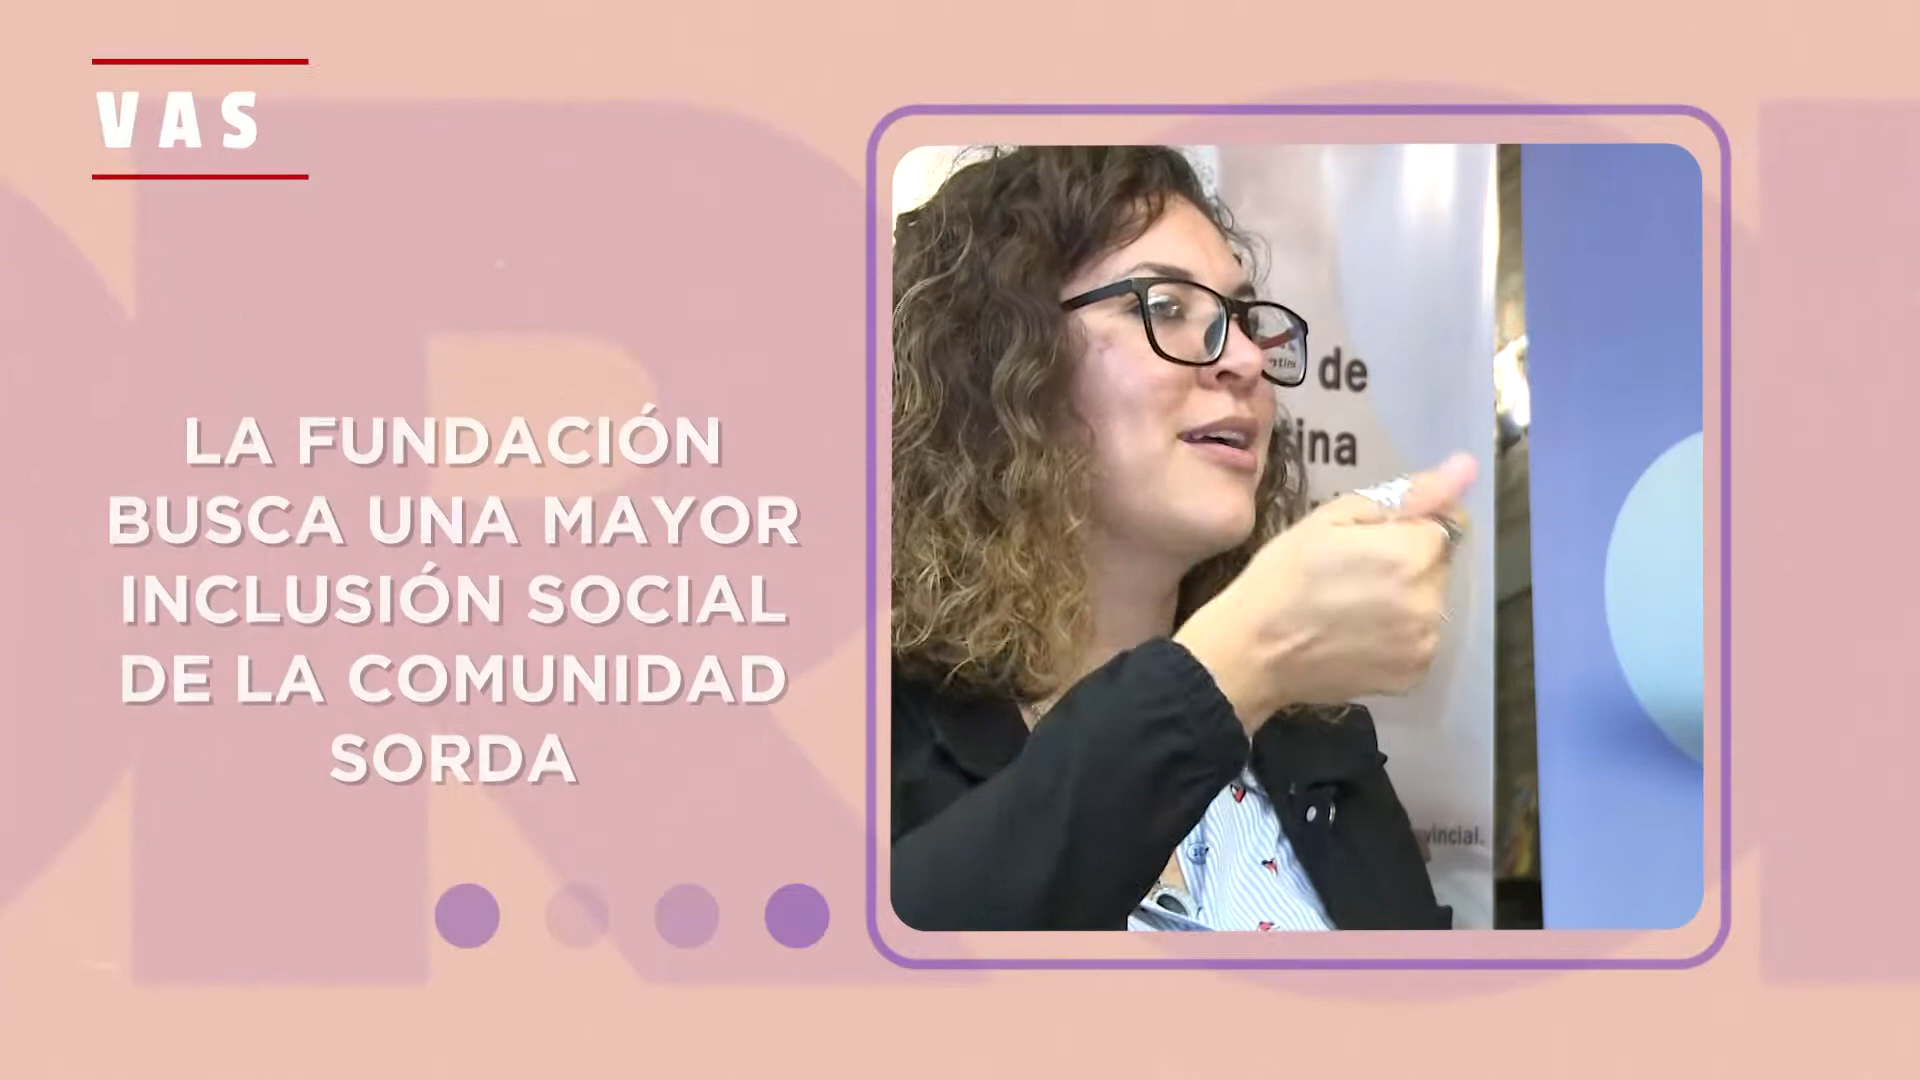 VAS
LA FUNDACIÓN
BUSCA UNA MAYOR
INCLUSIÓN SOCIAL
DE LA COMUNIDAD
SORDA
de
tina
vincial.